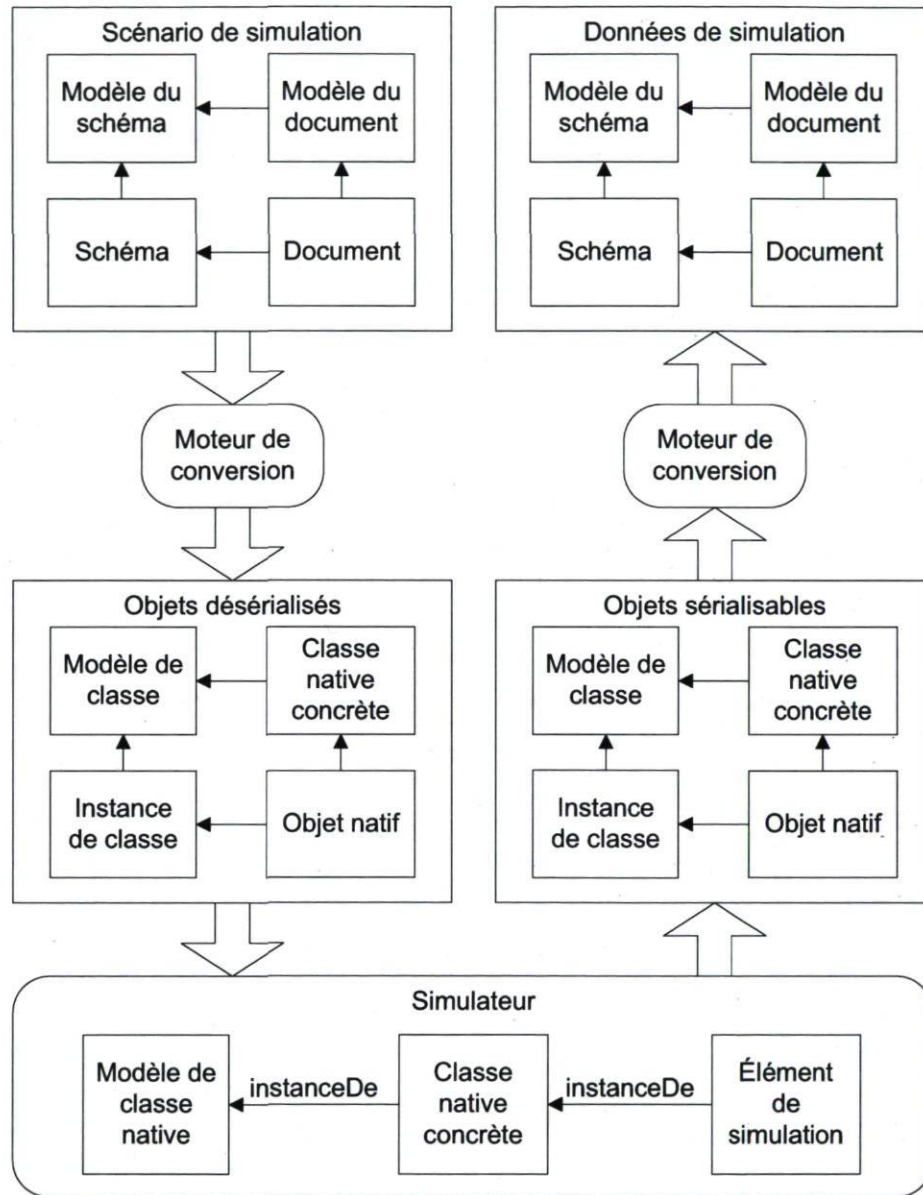 Scénario de simulation
Modèle du
schéma
Modèle du
document
Schéma
Document
Données de simulation
Modèle du
schéma
Modèle du
document
Schéma
Document
Moteur de
conversion
Moteur de
conversion
Objets désérialisés
Modèle de
classe
Classe
native
concrète
Instance
de classe
Objet natif
Objets sérialisables
Modèle de
classe
Classe
native
concrète
Instance
de classe
Objet natif
Simulateur
Modèle de
classe
native
instanceDe
Classe
native
concrète
instanceDe
Élément
de
simulation